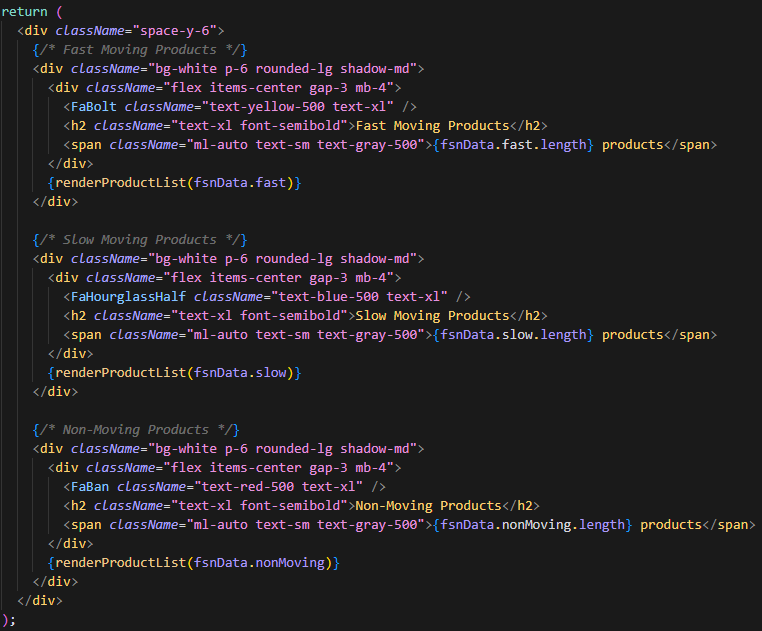 return (
  <div className="space-y-6">
    {/* Fast Moving Products */}
    <div className="bg-white p-6 rounded-lg shadow-md">
      <div className="flex items-center gap-3 mb-4">
        <FaBolt className="text-yellow-500 text-xl" />
        <h2 className="text-xl font-semibold">Fast Moving Products</h2>
        <span className="ml-auto text-sm text-gray-500">{fsnData.fast.length} products</span>
      </div>
      {renderProductList(fsnData.fast)}
    </div>

    {/* Slow Moving Products */}
    <div className="bg-white p-6 rounded-lg shadow-md">
      <div className="flex items-center gap-3 mb-4">
        <FaHourglassHalf className="text-blue-500 text-xl" />
        <h2 className="text-xl font-semibold">Slow Moving Products</h2>
        <span className="ml-auto text-sm text-gray-500">{fsnData.slow.length} products</span>
      </div>
      {renderProductList(fsnData.slow)}
    </div>

    {/* Non-Moving Products */}
    <div className="bg-white p-6 rounded-lg shadow-md">
      <div className="flex items-center gap-3 mb-4">
        <FaBan className="text-red-500 text-xl" />
        <h2 className="text-xl font-semibold">Non-Moving Products</h2>
        <span className="ml-auto text-sm text-gray-500">{fsnData.nonMoving.length} products</span>
      </div>
      {renderProductList(fsnData.nonMoving)}
    </div>
  </div>
);